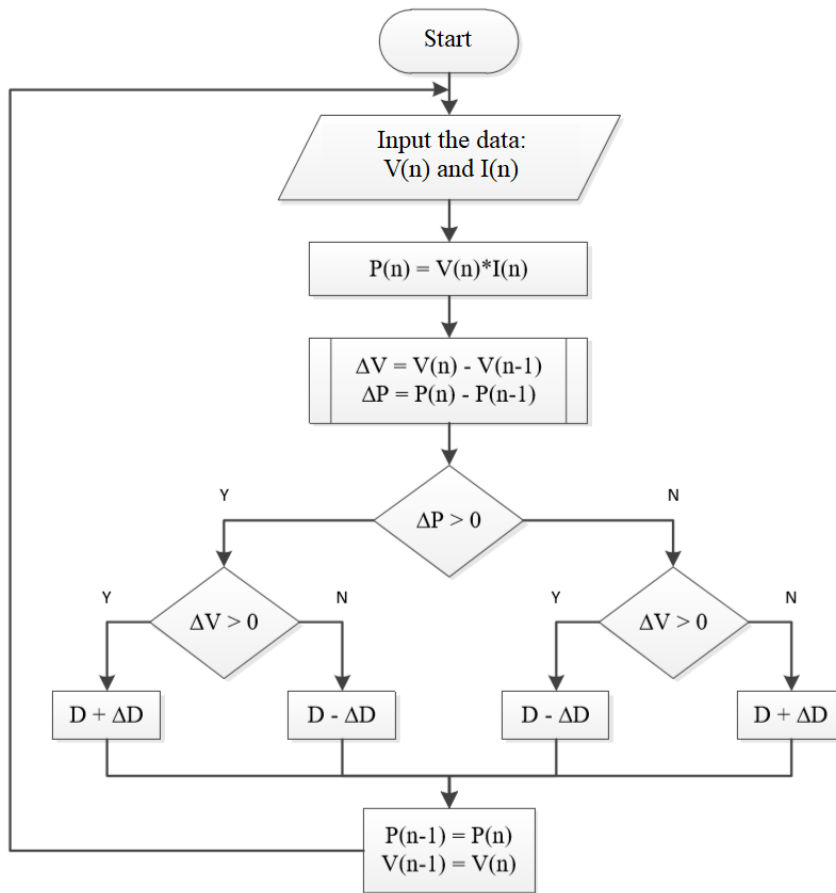 Start
Input the data:
V(n) and I(n)
P(n) = V(n)*I(n)
ΔV = V(n) - V(n-1)
ΔP = P(n) - P(n-1)
Y
ΔP > 0
N
Y
ΔV > 0
N
Y
ΔV > 0
N
D + ΔD
D - ΔD
D - ΔD
D + ΔD
P(n-1) = P(n)
V(n-1) = V(n)